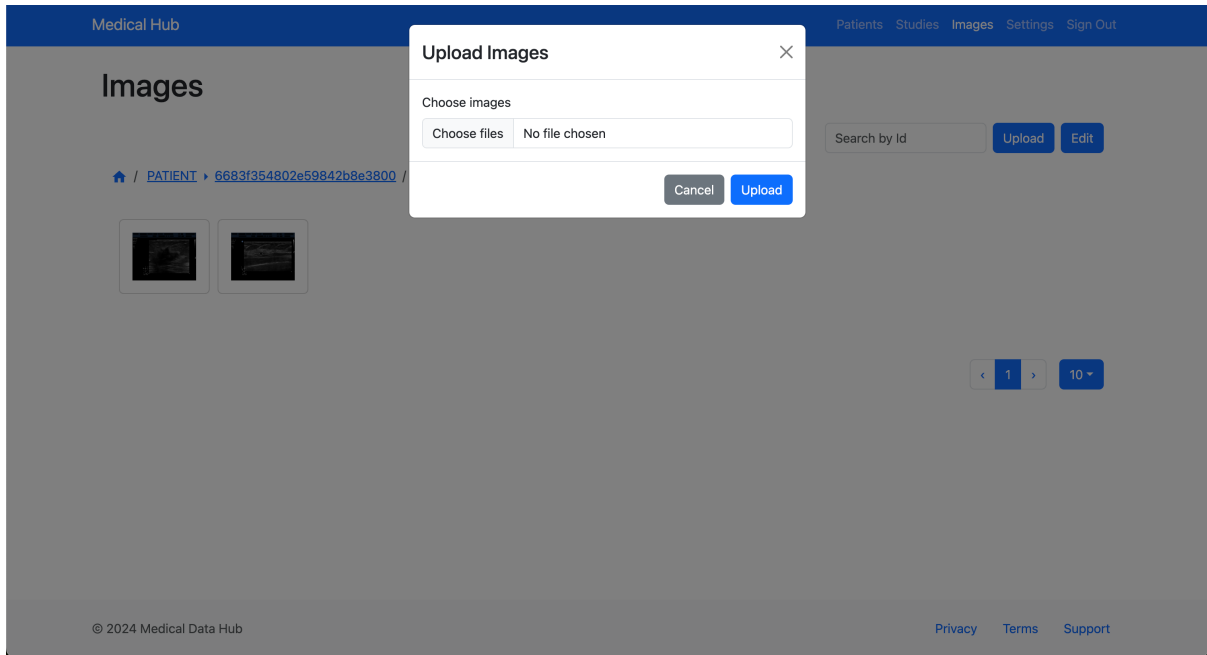 Medical Hub
Patients Studies Images Settings Sign Out
Upload Images
Images
Choose images
Choose files No file chosen
Search by Id Upload Edit
/ PATIENT 6683f354802e59842b8e3800 /
Cancel Upload
‹ 1 › 10
© 2024 Medical Data Hub
Privacy Terms Support